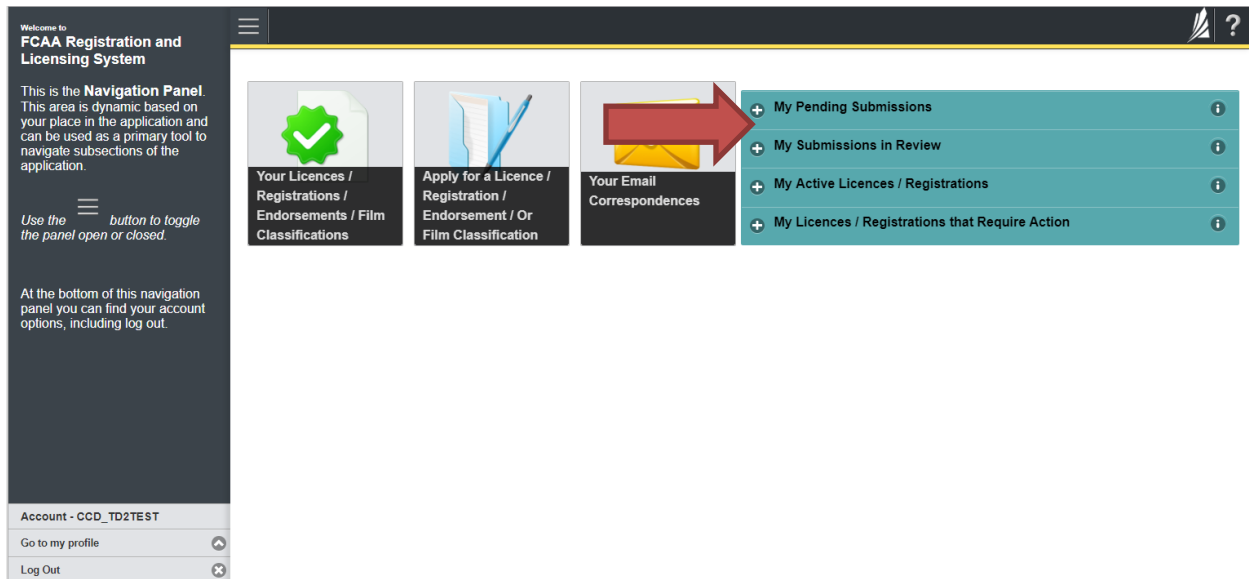 Welcome to
FCAA Registration and
Licensing System
This is the Navigation Panel.
This area is dynamic based on
your place in the application and
can be used as a primary tool to
navigate subsections of the
application.
Use the button to toggle
the panel open or closed.
At the bottom of this navigation
panel you can find your account
options, including log out.
Account - CCD_TD2TEST
Go to my profile
Log Out
?
Your Licences /
Registrations /
Endorsements / Film
Classifications
Apply for a Licence /
Registration /
Endorsement / Or
Film Classification
Your Email
Correspondences
My Pending Submissions
My Submissions in Review
My Active Licences / Registrations
My Licences / Registrations that Require Action